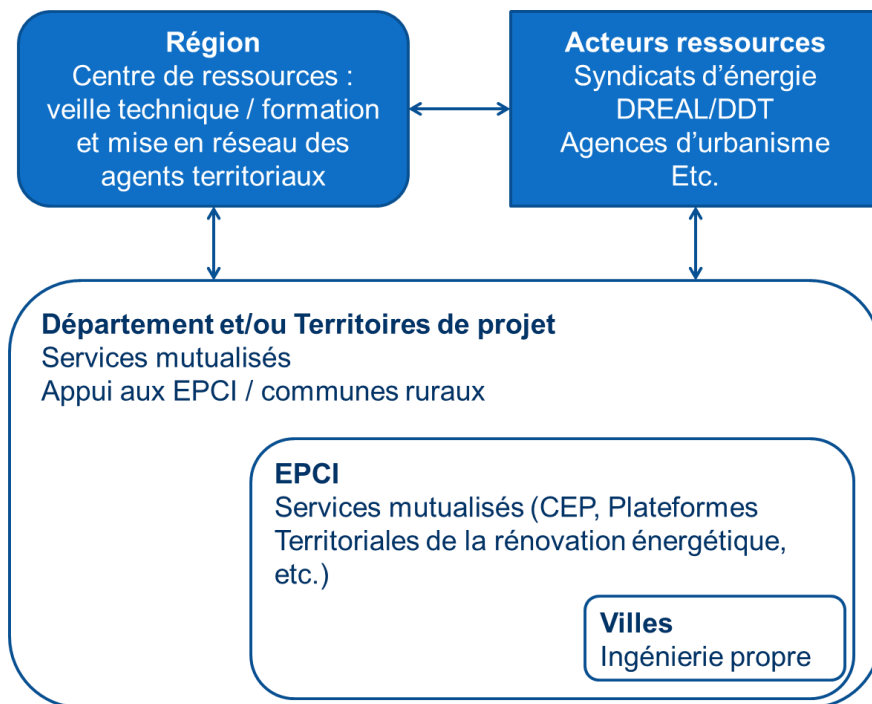 Région
Centre de ressources :
veille technique / formation
et mise en réseau des
agents territoriaux
Acteurs ressources
Syndicats d’énergie
DREAL/DDT
Agences d’urbanisme
Etc.
Département et/ou Territoires de projet
Services mutualisés
Appui aux EPCI / communes ruraux
EPCI
Services mutualisés (CEP, Plateformes
Territoriales de la rénovation énergétique,
etc.)
Villes
Ingénierie propre